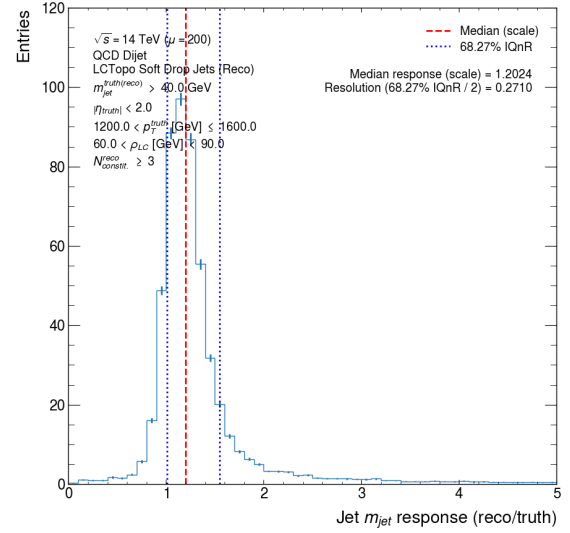 Entries
120
100
80
60
40
20
0
√s = 14 TeV (μ = 200)
QCD Dijet
LCTopo Soft Drop Jets (Reco)
m_jet^truth(reco) > 40.0 GeV
|η_truth| < 2.0
1200.0 < p_T^truth [GeV] ≤ 1600.0
60.0 < ρ_LC [GeV] < 90.0
N_constit.^reco ≥ 3
Median (scale)
68.27% IQnR
Median response (scale) = 1.2024
Resolution (68.27% IQnR / 2) = 0.2710
0 1 2 3 4 5
Jet m_jet response (reco/truth)